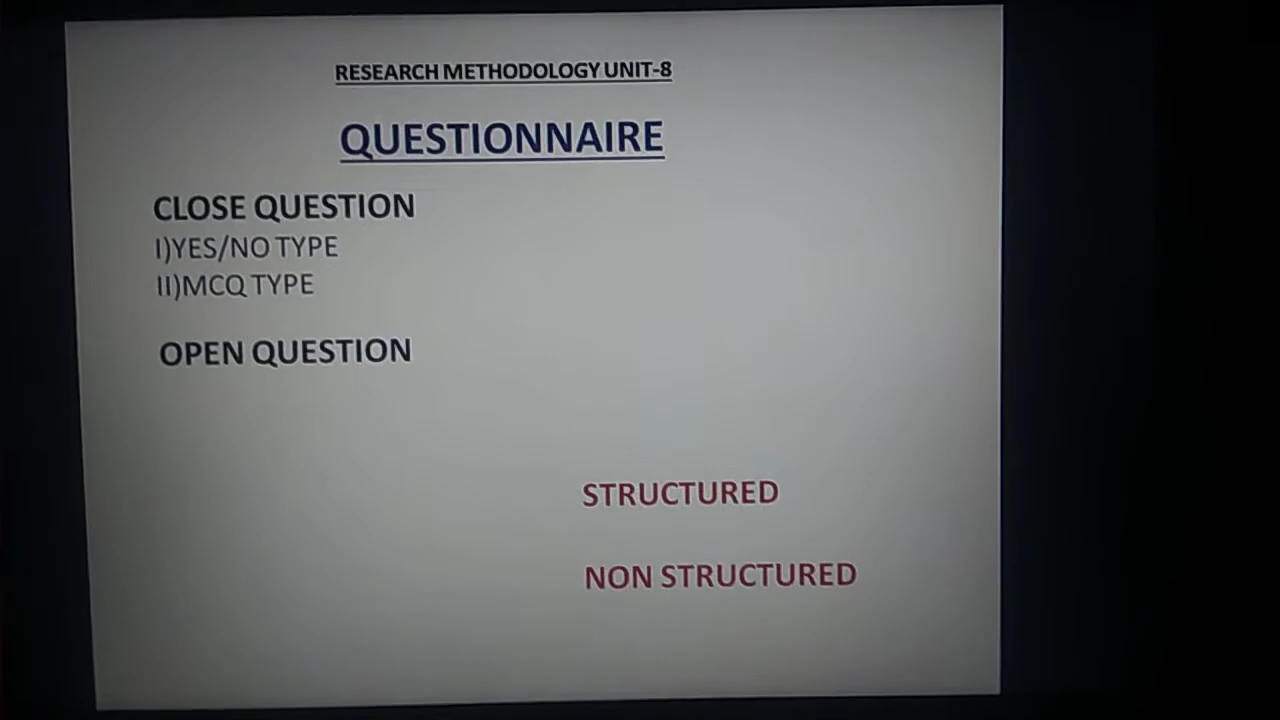 RESEARCH METHODOLOGY UNIT-8
QUESTIONNAIRE
CLOSE QUESTION
I)YES/NO TYPE
II)MCQ TYPE
OPEN QUESTION
STRUCTURED
NON STRUCTURED